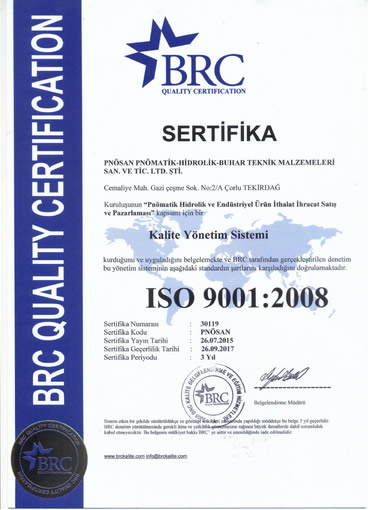 BRC QUALITY CERTIFICATION
BRC
QUALITY CERTIFICATION
SERTİFİKA
PNÖSAN PNÖMATİK-HİDROLİK-BUHAR TEKNİK MALZEMELERİ
SAN. VE TİC. LTD. ŞTİ.
Cemaliye Mah. Gazi çeşme Sok. No:2/A Çorlu TEKİRDAĞ
Kuruluşunun "Pnömatik Hidrolik ve Endüstriyel Ürün İthalat İhracat Satış
ve Pazarlaması" kapsamı için bir
Kalite Yönetim Sistemi
kurduğunu ve uyguladığını belgelemekte ve BRC tarafından gerçekleştirilen denetim
bu yönetim sisteminin aşağıdaki standardın şartlarını karşıladığını doğrulamaktadır.
ISO 9001:2008
Sertifika Numarası : 30119
Sertifika Kodu : PNÖSAN
Sertifika Yayın Tarihi : 26.07.2015
Sertifika Geçerlilik Tarihi : 26.09.2017
Sertifika Periyodu : 3 Yıl
BRC
Belgelendirme Müdürü
BRC
www.brckalite.com info@brckalite.com